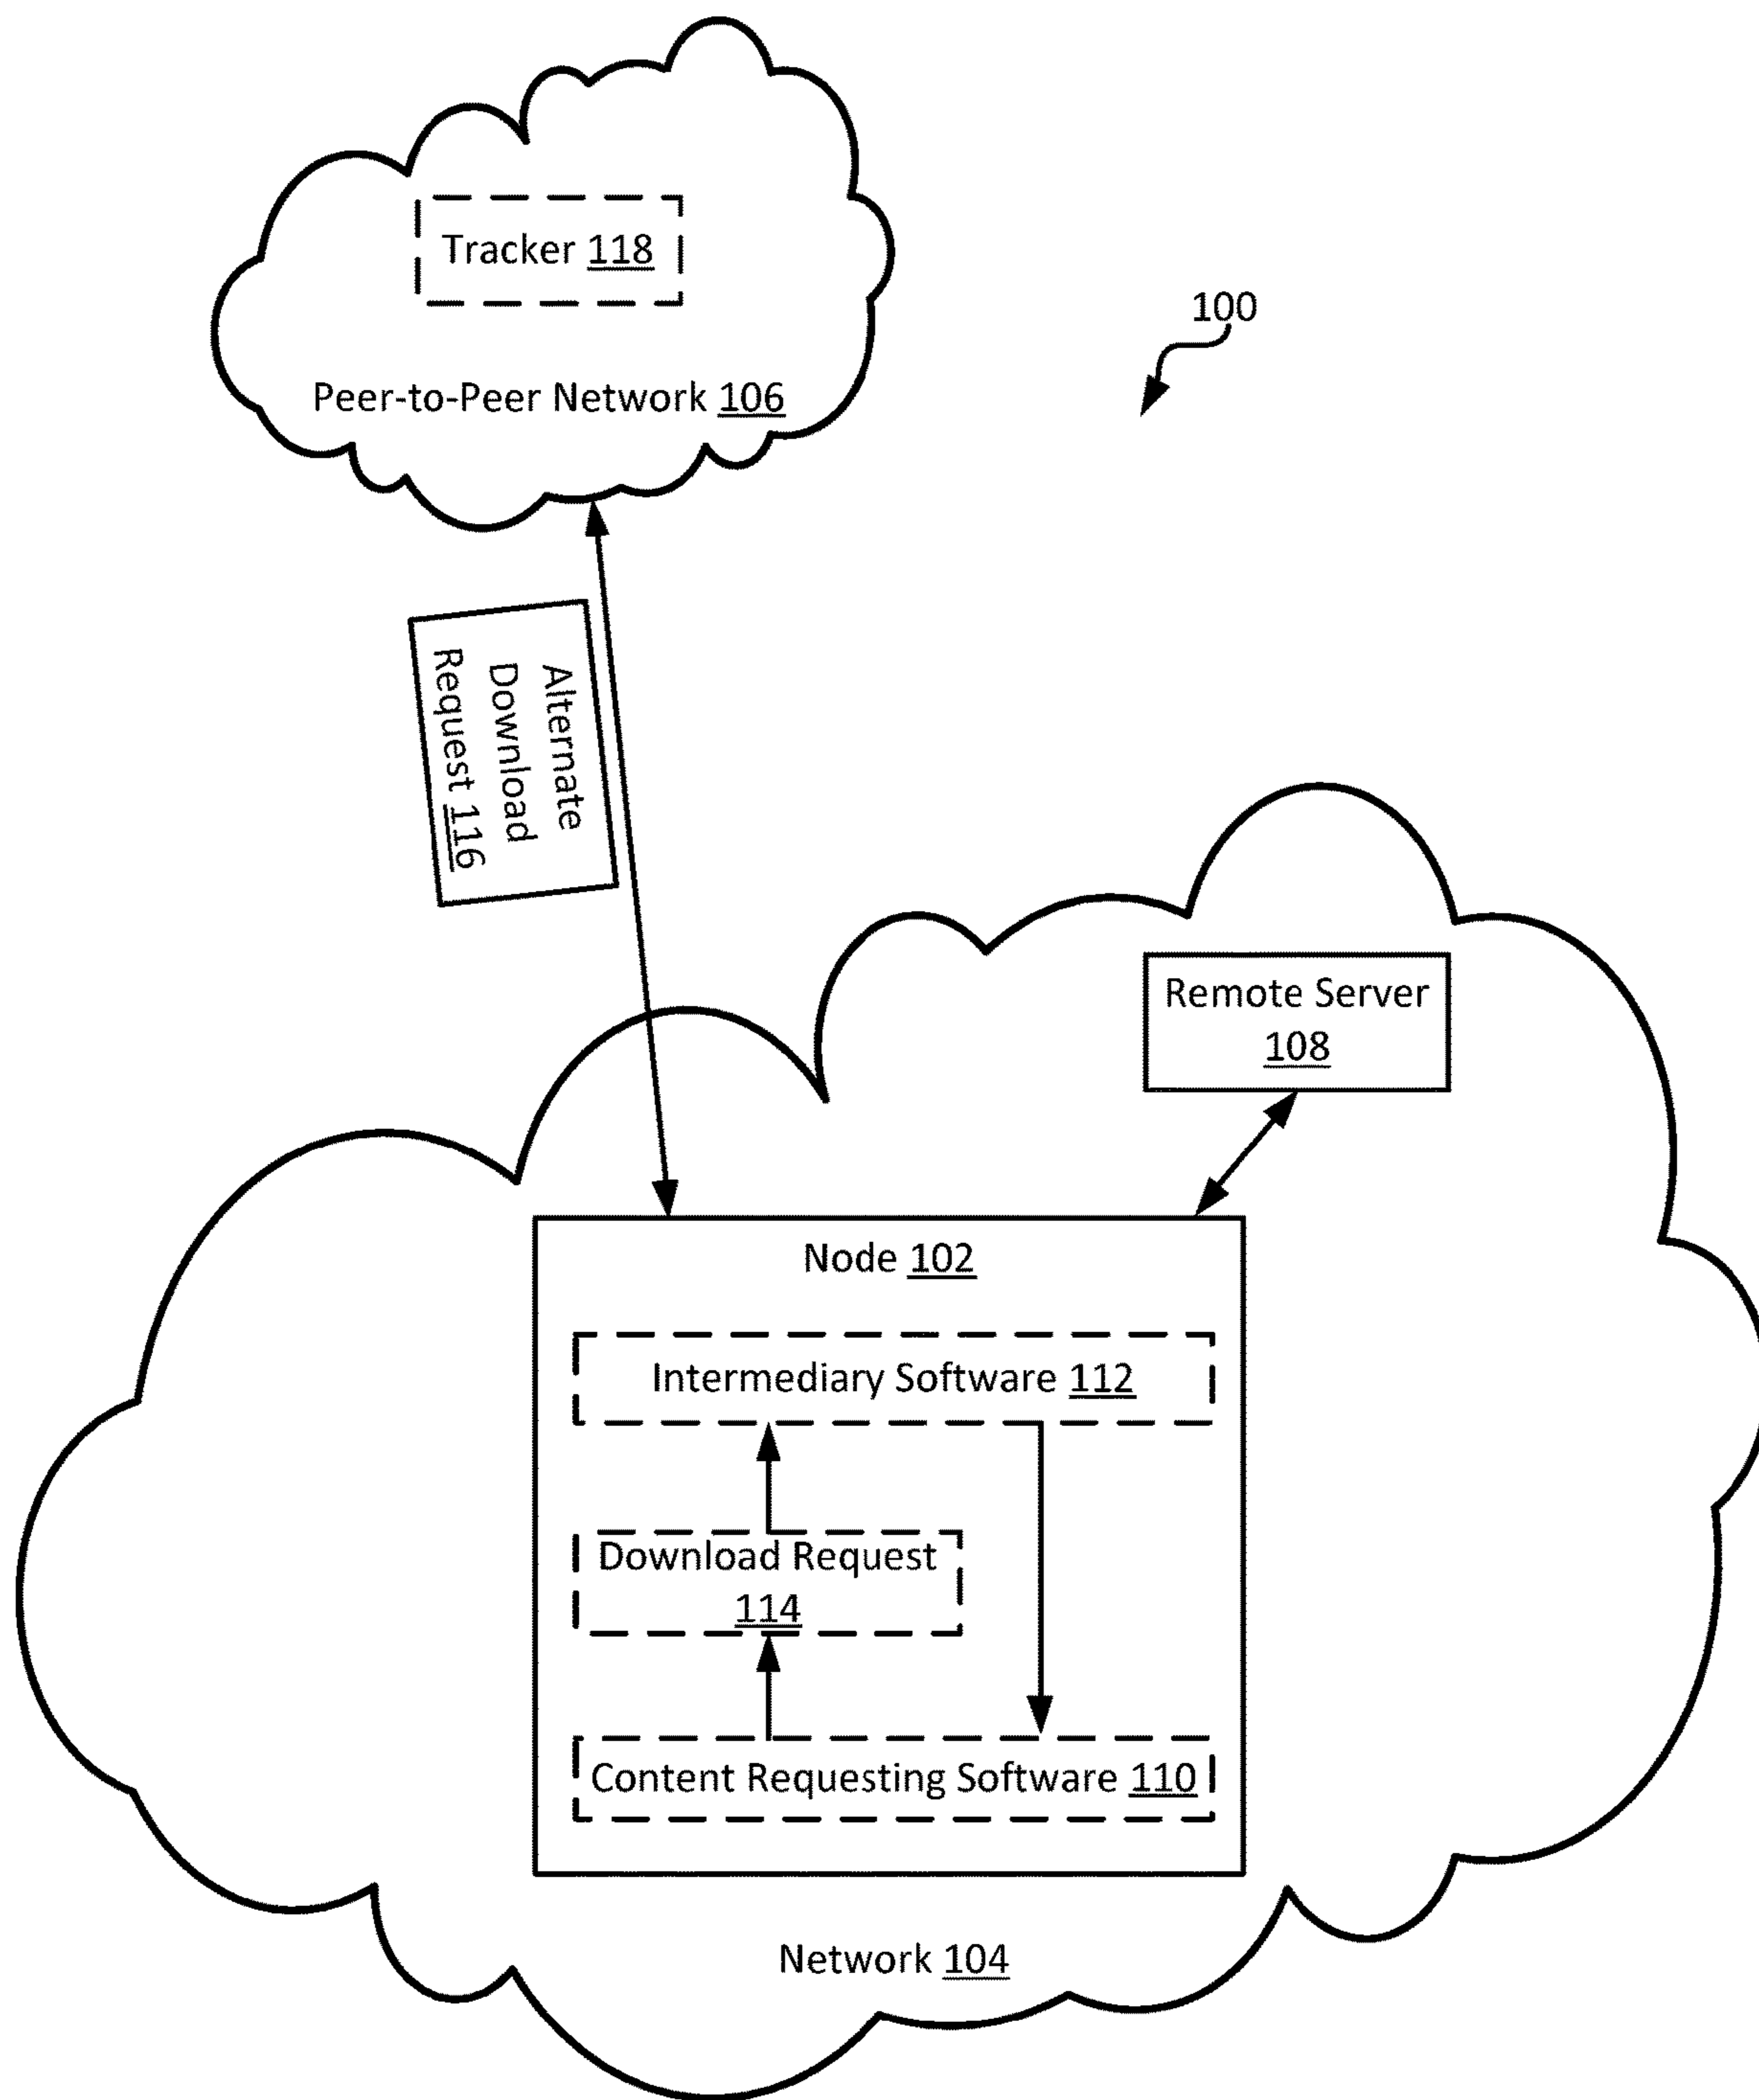 Tracker 118
100
Peer-to-Peer Network 106
Alternate
Download
Request 116
Remote Server
108
Node 102
Intermediary Software 112
Download Request
114
Content Requesting Software 110
Network 104